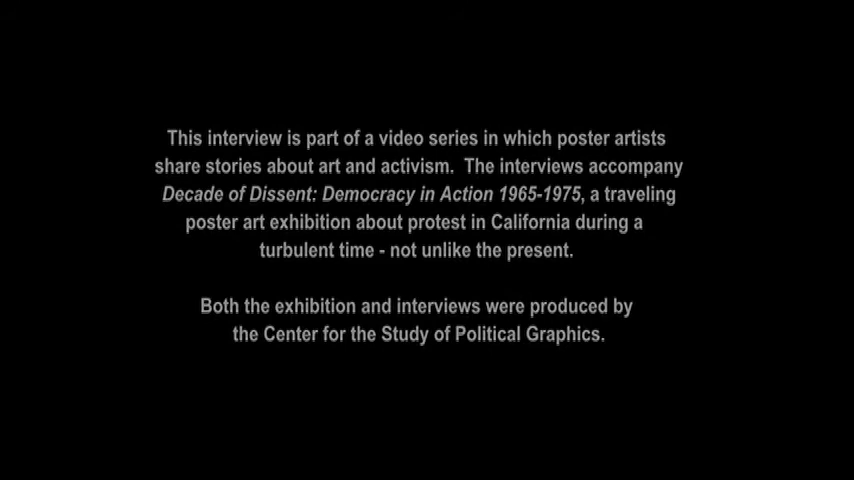 This interview is part of a video series in which poster artists
share stories about art and activism.  The interviews accompany
Decade of Dissent: Democracy in Action 1965-1975, a traveling
poster art exhibition about protest in California during a
turbulent time - not unlike the present.
Both the exhibition and interviews were produced by
the Center for the Study of Political Graphics.